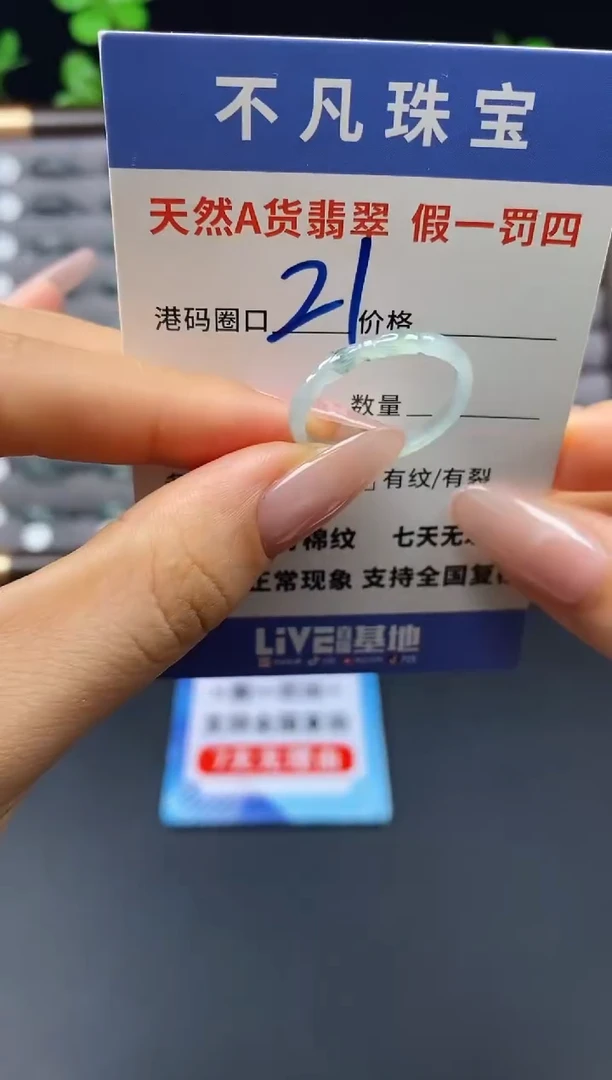 不凡珠宝
天然A货翡翠 假一罚四
港码圈口 21 价格
数量
有纹/有裂
棉纹 七天无
正常现象 支持全国复
LiVE 基地